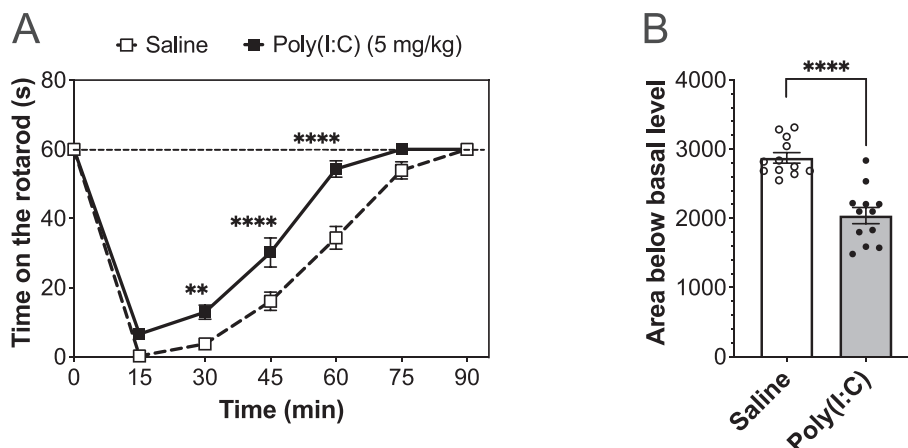 A
Saline
Poly(I:C) (5 mg/kg)
Time on the rotarod (s)
80
60
40
20
0
**
****
****
0 15 30 45 60 75 90
Time (min)
B
****
Area below basal level
4000
3000
2000
1000
0
Saline
Poly(I:C)